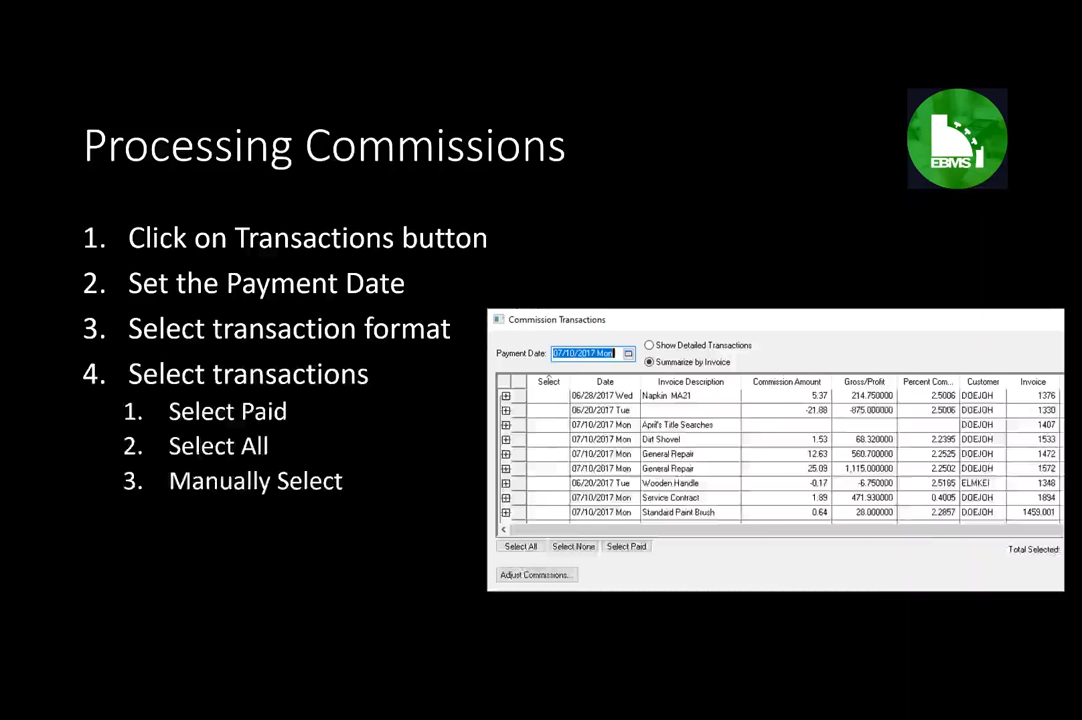 Processing Commissions
EBMS
1. Click on Transactions button
2. Set the Payment Date
3. Select transaction format
4. Select transactions
1. Select Paid
2. Select All
3. Manually Select
Commission Transactions
Payment Date: 07/10/2017 Mon
Show Detailed Transactions
Summarize by Invoice
Select Date Invoice Description Commission Amount Gross/Profit Percent Com... Customer Invoice
06/28/2017 Wed Napkin MA21 5.37 214.750000 2.5006 DOEJOH 1376
06/20/2017 Tue -21.88 -875.000000 2.5006 DOEJOH 1330
07/10/2017 Mon April's Title Searches DOEJOH 1407
07/10/2017 Mon Dirt Shovel 1.53 68.320000 2.2395 DOEJOH 1533
07/10/2017 Mon General Repair 12.63 560.700000 2.2525 DOEJOH 1472
07/10/2017 Mon General Repair 25.09 1,115.000000 2.2502 DOEJOH 1572
06/20/2017 Tue Wooden Handle -0.17 -6.750000 2.5185 ELMKEI 1348
07/10/2017 Mon Service Contract 1.89 471.930000 0.4005 DOEJOH 1894
07/10/2017 Mon Standard Paint Brush 0.64 28.000000 2.2857 DOEJOH 1459.001
Select All Select None Select Paid
Total Selected:
Adjust Commissions...